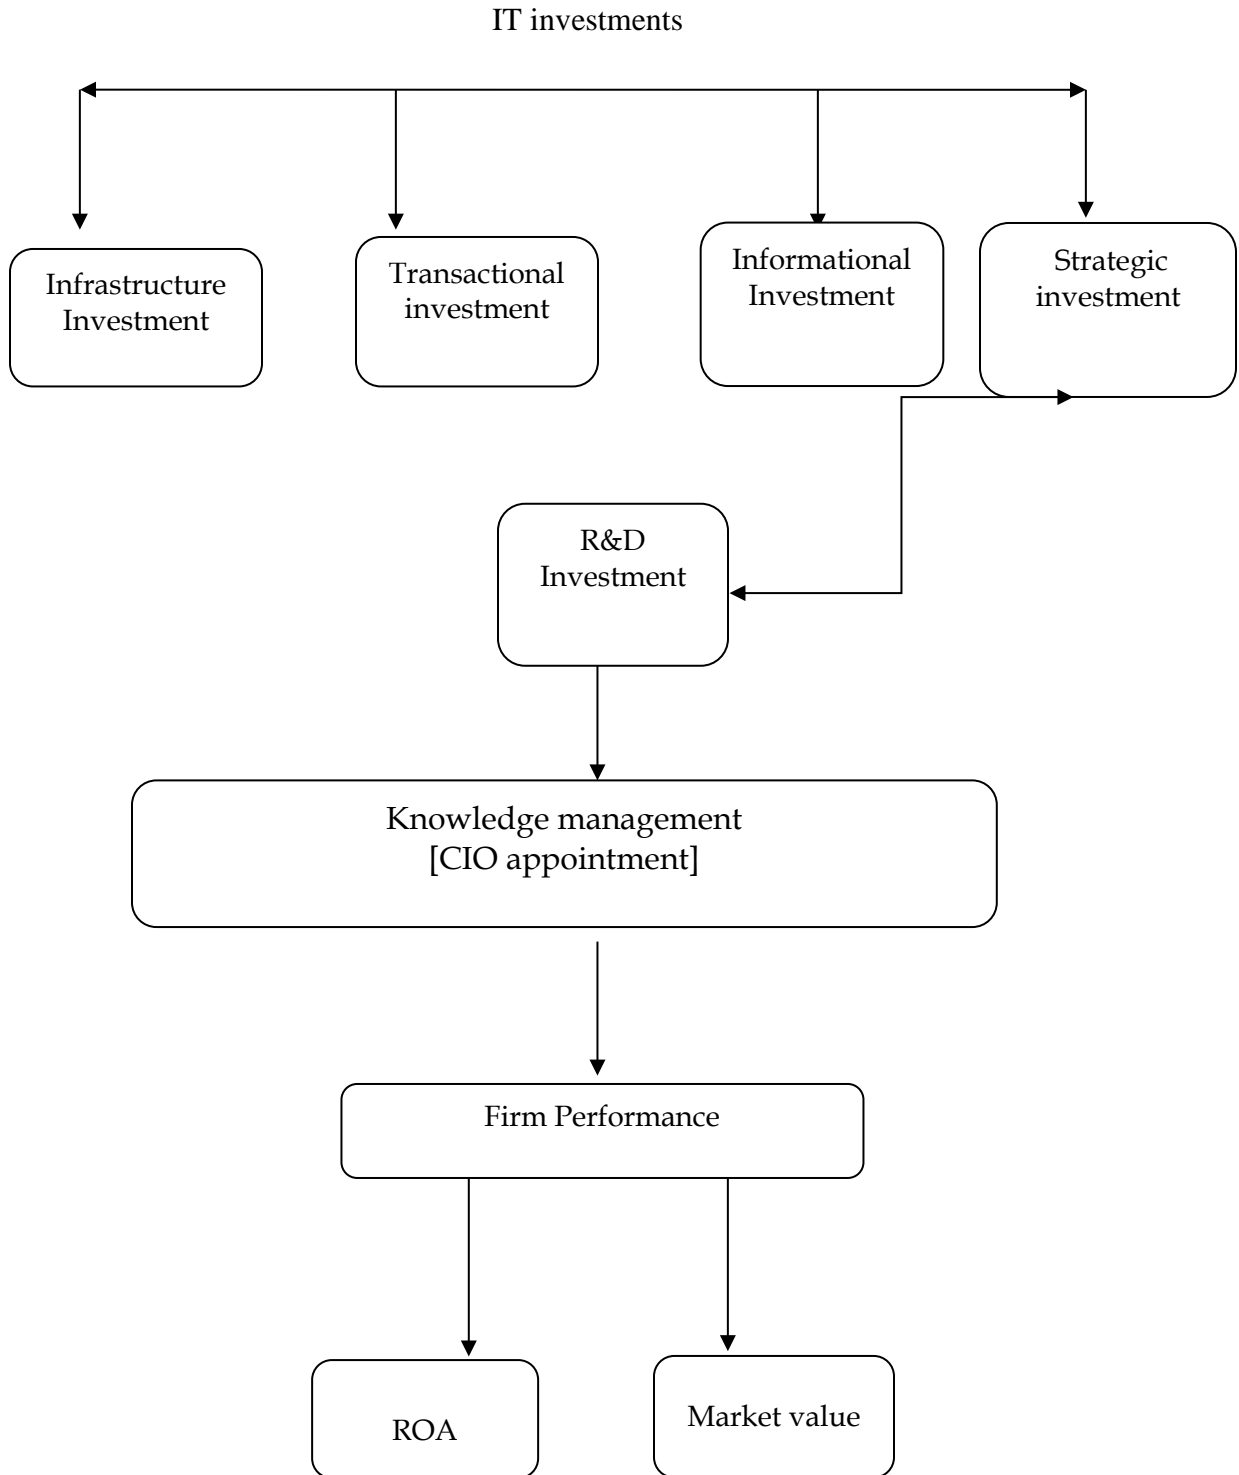 IT investments
Infrastructure
Investment
Transactional
investment
Informational
Investment
Strategic
investment
R&D
Investment
Knowledge management
[CIO appointment]
Firm Performance
ROA
Market value